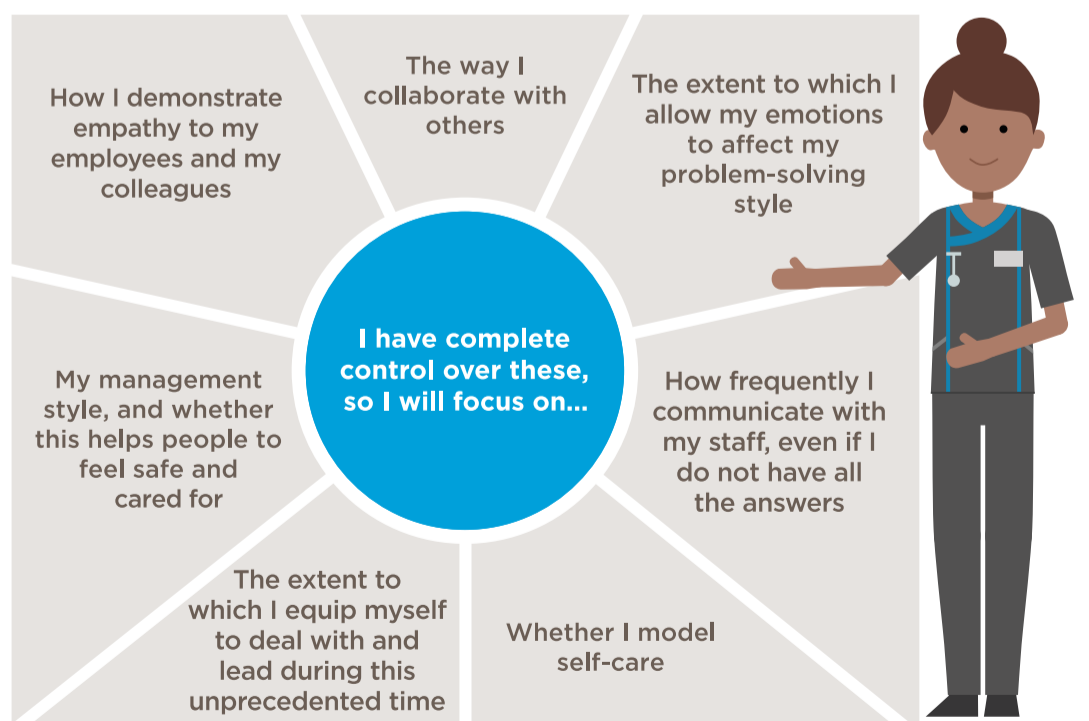 How I demonstrate
empathy to my
employees and my
colleagues
The way I
collaborate with
others
The extent to which I
allow my emotions
to affect my
problem-solving
style
I have complete
control over these,
so I will focus on...
My management
style, and whether
this helps people to
feel safe and
cared for
How frequently I
communicate with
my staff, even if I
do not have all
the answers
The extent to
which I equip myself
to deal with and
lead during this
unprecedented time
Whether I model
self-care